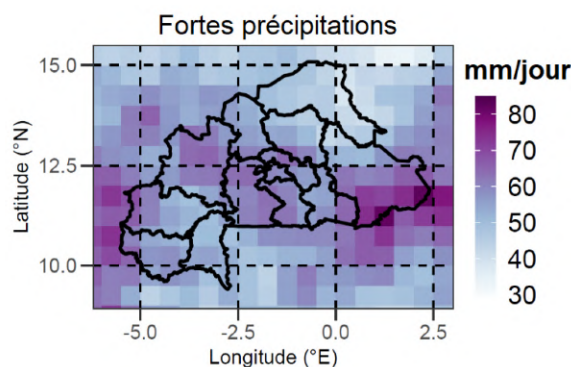 Fortes précipitations
mm/jour
80
70
60
50
40
30
Latitude (°N)
15.0
12.5
10.0
-5.0 -2.5 0.0 2.5
Longitude (°E)